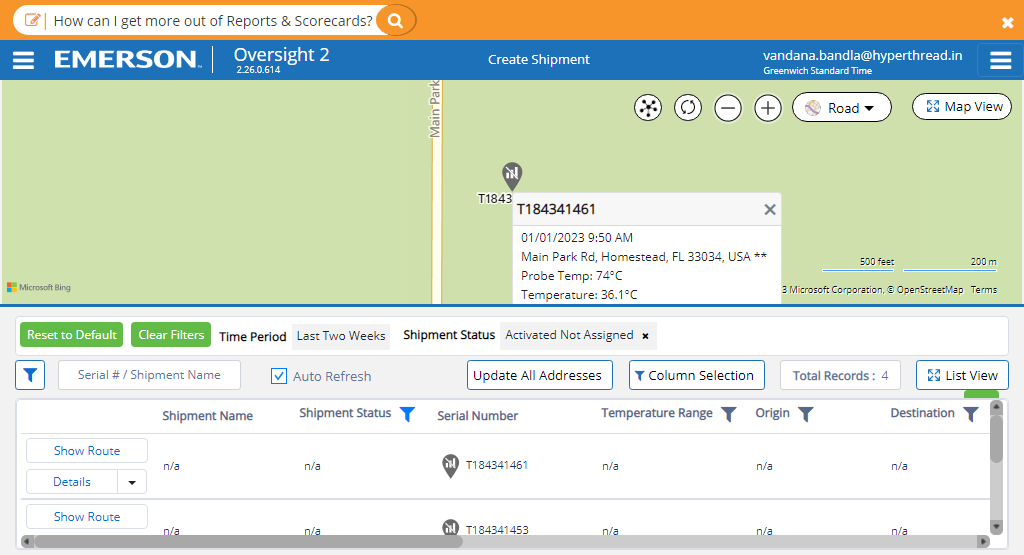 How can I get more out of Reports & Scorecards?
EMERSON Oversight 2
2.26.0.614
Create Shipment
vandana.bandla@hyperthread.in
Greenwich Standard Time
Main Park
Road
Map View
T1843
T184341461
01/01/2023 9:50 AM
Main Park Rd, Homestead, FL 33034, USA **
Probe Temp: 74°C
Temperature: 36.1°C
500 feet 200 m
Microsoft Bing
3 Microsoft Corporation, © OpenStreetMap Terms
Reset to Default Clear Filters Time Period Last Two Weeks Shipment Status Activated Not Assigned ×
Serial # / Shipment Name Auto Refresh Update All Addresses Column Selection Total Records : 4 List View
Shipment Name Shipment Status Serial Number Temperature Range Origin Destination
Show Route
n/a n/a T184341461 n/a n/a n/a
Details
Show Route
n/a n/a T184341453 n/a n/a n/a